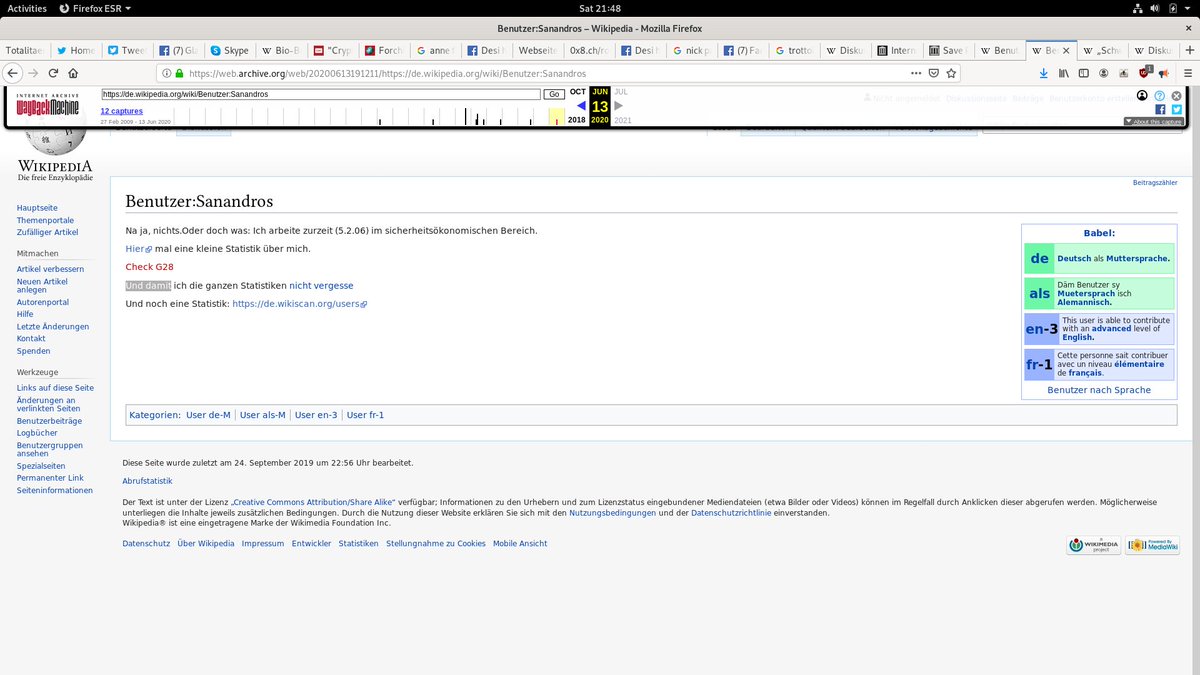 Activities Firefox ESR Sat 21:48
Benutzer:Sanandros – Wikipedia - Mozilla Firefox
Totalitae Home Tweet (7) Gl Skype Bio-B "Cryp Forch anne f Desi Webseite 0x8.ch/ro Desi nick p (7) Fa trotto Disku Intern Save Benut Be „Schw Disku
https://web.archive.org/web/20200613191211/https://de.wikipedia.org/wiki/Benutzer:Sanandros
INTERNET ARCHIVE
WayBackMachine
https://de.wikipedia.org/wiki/Benutzer:Sanandros Go OCT JUN JUL
12 captures 13
27 Feb 2009 - 13 Jun 2020 2018 2020 2021
About this capture
WIKIPEDIA
Die freie Enzyklopädie
Hauptseite
Themenportale
Zufälliger Artikel
Mitmachen
Artikel verbessern
Neuen Artikel
anlegen
Autorenportal
Hilfe
Letzte Änderungen
Kontakt
Spenden
Werkzeuge
Links auf diese Seite
Änderungen an
verlinkten Seiten
Benutzerbeiträge
Logbücher
Benutzergruppen
ansehen
Spezialseiten
Permanenter Link
Seiteninformationen
Beitragszähler
Benutzer:Sanandros
Na ja, nichts.Oder doch was: Ich arbeite zurzeit (5.2.06) im sicherheitsökonomischen Bereich.
Hier mal eine kleine Statistik über mich.
Check G28
Und damit ich die ganzen Statistiken nicht vergesse
Und noch eine Statistik: https://de.wikiscan.org/users
Babel:
de Deutsch als Muttersprache.
als Däm Benutzer sy
Muetersprach isch
Alemannisch.
en-3 This user is able to contribute
with an advanced level of
English.
fr-1 Cette personne sait contribuer
avec un niveau élémentaire
de français.
Benutzer nach Sprache
Kategorien: User de-M User als-M User en-3 User fr-1
Diese Seite wurde zuletzt am 24. September 2019 um 22:56 Uhr bearbeitet.
Abrufstatistik
Der Text ist unter der Lizenz „Creative Commons Attribution/Share Alike“ verfügbar; Informationen zu den Urhebern und zum Lizenzstatus eingebundener Mediendateien (etwa Bilder oder Videos) können im Regelfall durch Anklicken dieser abgerufen werden. Möglicherweise
unterliegen die Inhalte jeweils zusätzlichen Bedingungen. Durch die Nutzung dieser Website erklären Sie sich mit den Nutzungsbedingungen und der Datenschutzrichtlinie einverstanden.
Wikipedia® ist eine eingetragene Marke der Wikimedia Foundation Inc.
Datenschutz Über Wikipedia Impressum Entwickler Statistiken Stellungnahme zu Cookies Mobile Ansicht
A WIKIMEDIA project
Powered By MediaWiki